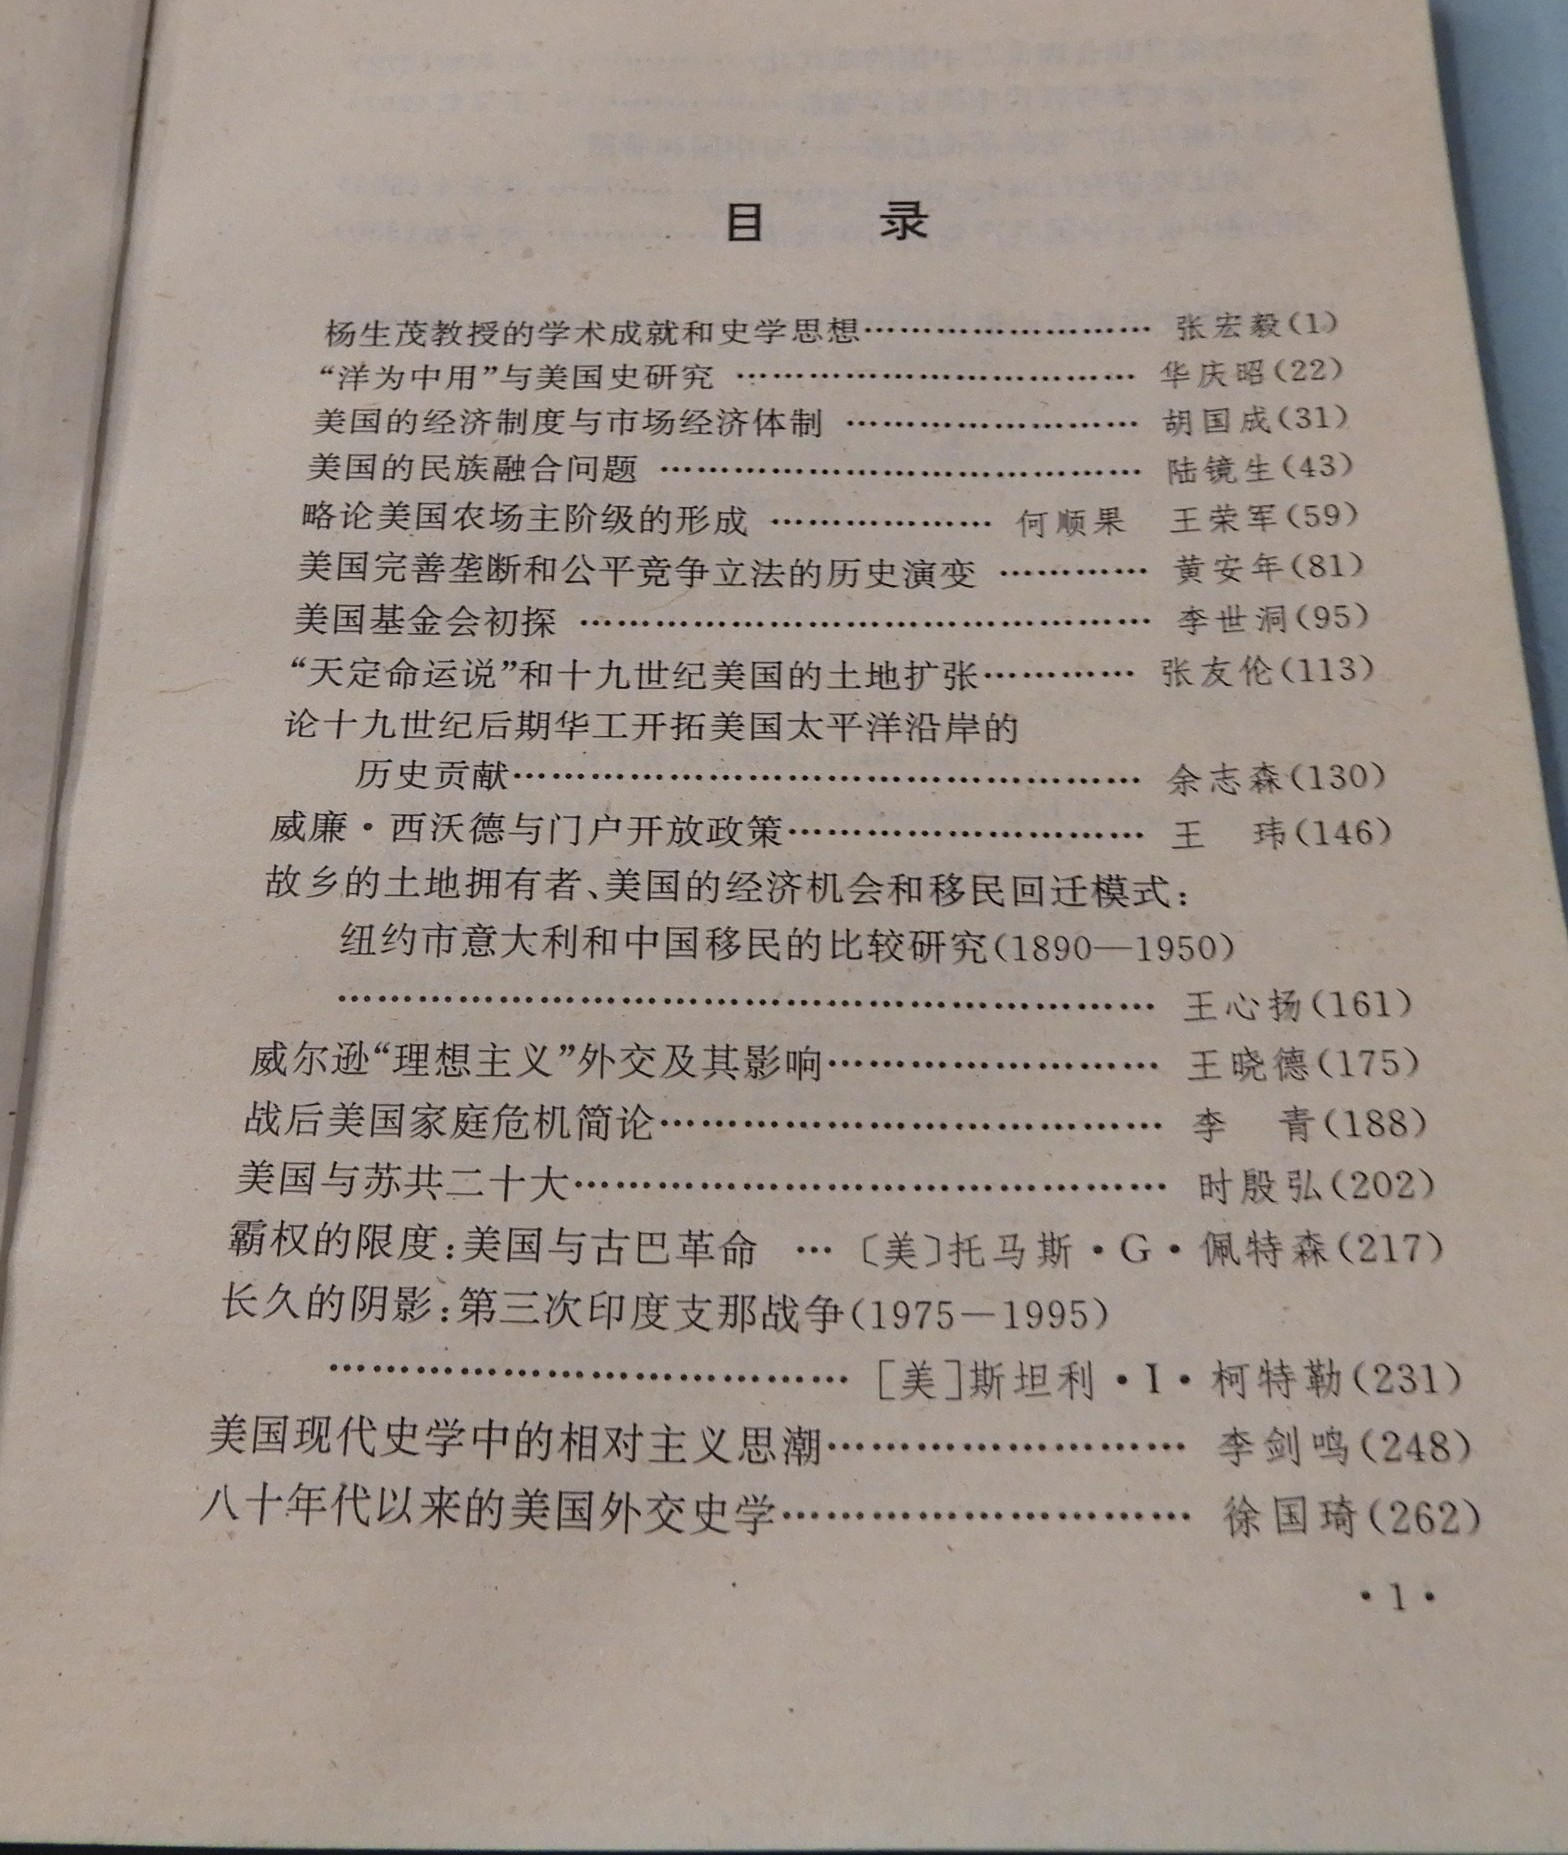 目 录
杨生茂教授的学术成就和史学思想…………………… 张宏毅(1)
“洋为中用”与美国史研究 …………………………… 华庆昭(22)
美国的经济制度与市场经济体制 …………………… 胡国成(31)
美国的民族融合问题 ………………………………… 陆镜生(43)
略论美国农场主阶级的形成 ……………… 何顺果 王荣军(59)
美国完善垄断和公平竞争立法的历史演变 ………… 黄安年(81)
美国基金会初探 ………………………………………… 李世洞(95)
“天定命运说”和十九世纪美国的土地扩张………… 张友伦(113)
论十九世纪后期华工开拓美国太平洋沿岸的
历史贡献…………………………………………… 余志森(130)
威廉·西沃德与门户开放政策……………………… 王 玮(146)
故乡的土地拥有者、美国的经济机会和移民回迁模式:
纽约市意大利和中国移民的比较研究(1890—1950)
………………………………………………………… 王心扬(161)
威尔逊“理想主义”外交及其影响……………………… 王晓德(175)
战后美国家庭危机简论………………………………… 李 青(188)
美国与苏共二十大……………………………………… 时殷弘(202)
霸权的限度:美国与古巴革命 … 〔美〕托马斯·G·佩特森(217)
长久的阴影:第三次印度支那战争(1975—1995)
………………………………… [美]斯坦利·I·柯特勒(231)
美国现代史学中的相对主义思潮……………………… 李剑鸣(248)
八十年代以来的美国外交史学………………………… 徐国琦(262)
·1·